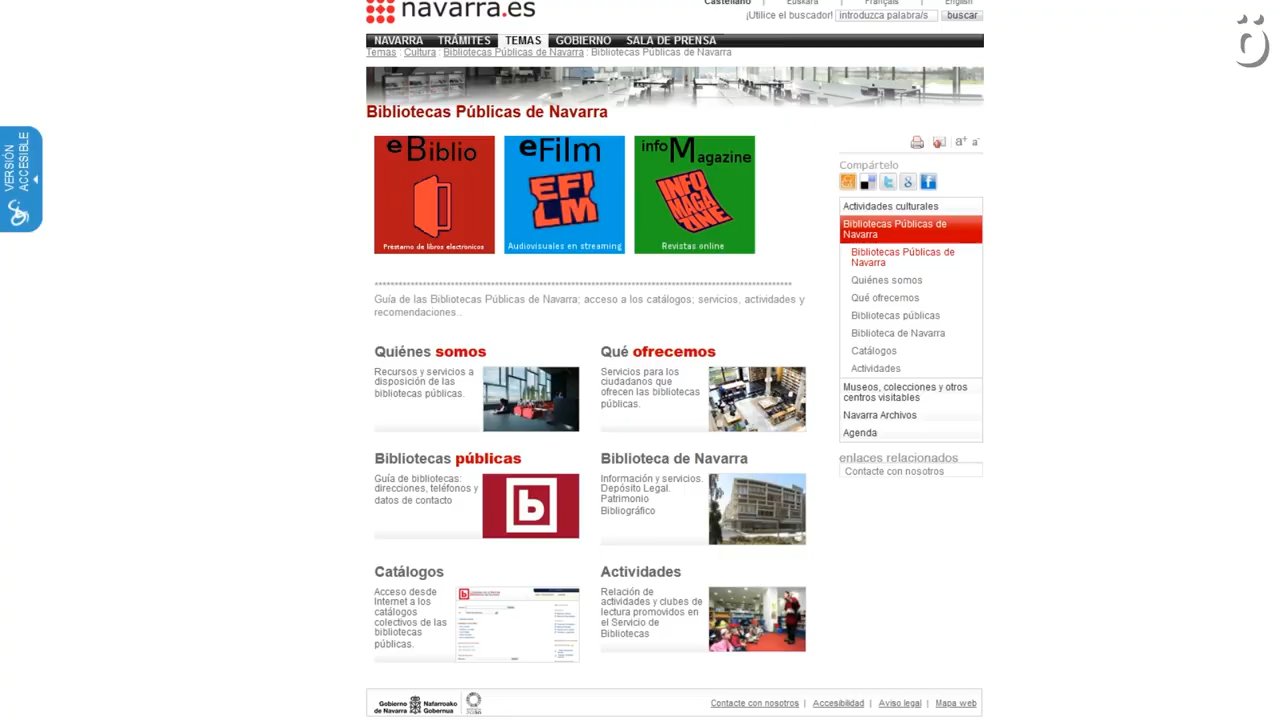 navarra.es
Castellano | Euskara | Français | English
¡Utilice el buscador! introduzca palabra/s buscar
NAVARRA TRÁMITES TEMAS GOBIERNO SALA DE PRENSA
Temas : Cultura : Bibliotecas Públicas de Navarra : Bibliotecas Públicas de Navarra
VERSIÓN
ACCESIBLE
Bibliotecas Públicas de Navarra
eBiblio
Préstamo de libros electrónicos
eFilm
EFILM
Audiovisuales en streaming
infoMagazine
INFO
MAGA
ZINE
Revistas online
a+ a-
Compártelo
Actividades culturales
Bibliotecas Públicas de
Navarra
Bibliotecas Públicas de
Navarra
Quiénes somos
Qué ofrecemos
Bibliotecas públicas
Biblioteca de Navarra
Catálogos
Actividades
Museos, colecciones y otros
centros visitables
Navarra Archivos
Agenda
enlaces relacionados
Contacte con nosotros
Guía de las Bibliotecas Públicas de Navarra; acceso a los catálogos; servicios, actividades y
recomendaciones..
Quiénes somos
Recursos y servicios a
disposición de las
bibliotecas públicas.
Qué ofrecemos
Servicios para los
ciudadanos que
ofrecen las bibliotecas
públicas.
Bibliotecas públicas
Guía de bibliotecas:
direcciones, teléfonos y
datos de contacto
b
Biblioteca de Navarra
Información y servicios.
Depósito Legal.
Patrimonio
Bibliográfico
Catálogos
Acceso desde
Internet a los
catálogos
colectivos de las
bibliotecas
públicas.
b
Actividades
Relación de
actividades y clubes de
lectura promovidos en
el Servicio de
Bibliotecas
Gobierno de Navarra
Nafarroako Gobernua
Contacte con nosotros | Accesibilidad | Aviso legal | Mapa web